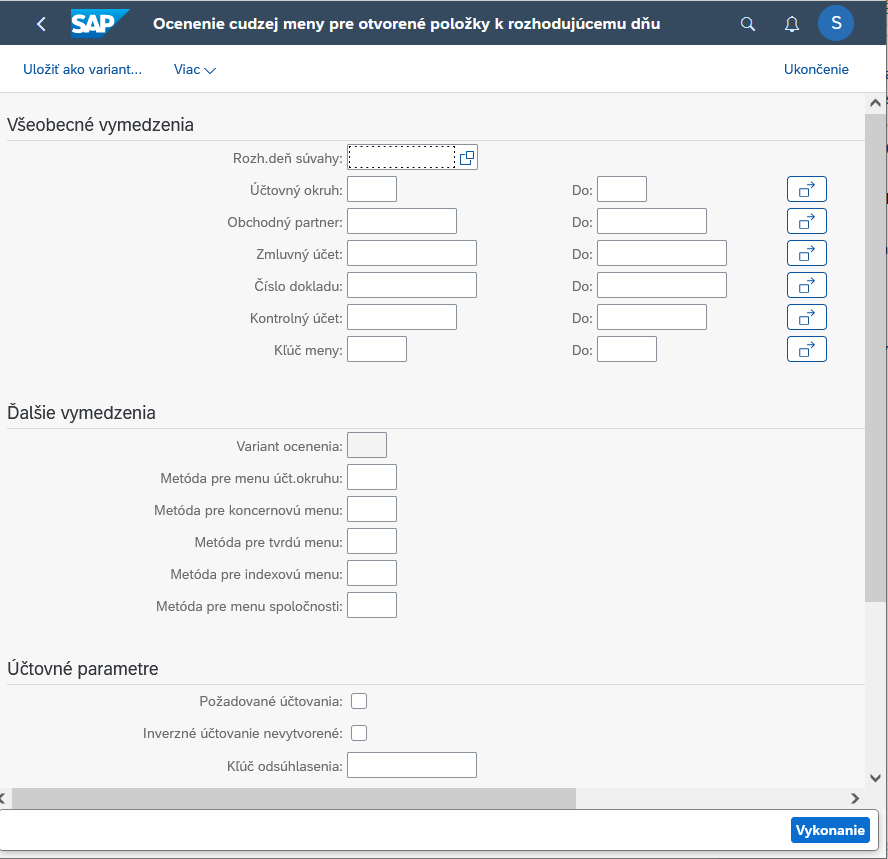 SAP Ocenenie cudzej meny pre otvorené položky k rozhodujúcemu dňu S
Uložiť ako variant... Viac Ukončenie
Všeobecné vymedzenia
Rozh.deň súvahy:
Účtovný okruh: Do:
Obchodný partner: Do:
Zmluvný účet: Do:
Číslo dokladu: Do:
Kontrolný účet: Do:
Kľúč meny: Do:
Ďalšie vymedzenia
Variant ocenenia:
Metóda pre menu účt.okruhu:
Metóda pre koncernovú menu:
Metóda pre tvrdú menu:
Metóda pre indexovú menu:
Metóda pre menu spoločnosti:
Účtovné parametre
Požadované účtovania:
Inverzné účtovanie nevytvorené:
Kľúč odsúhlasenia:
Vykonanie